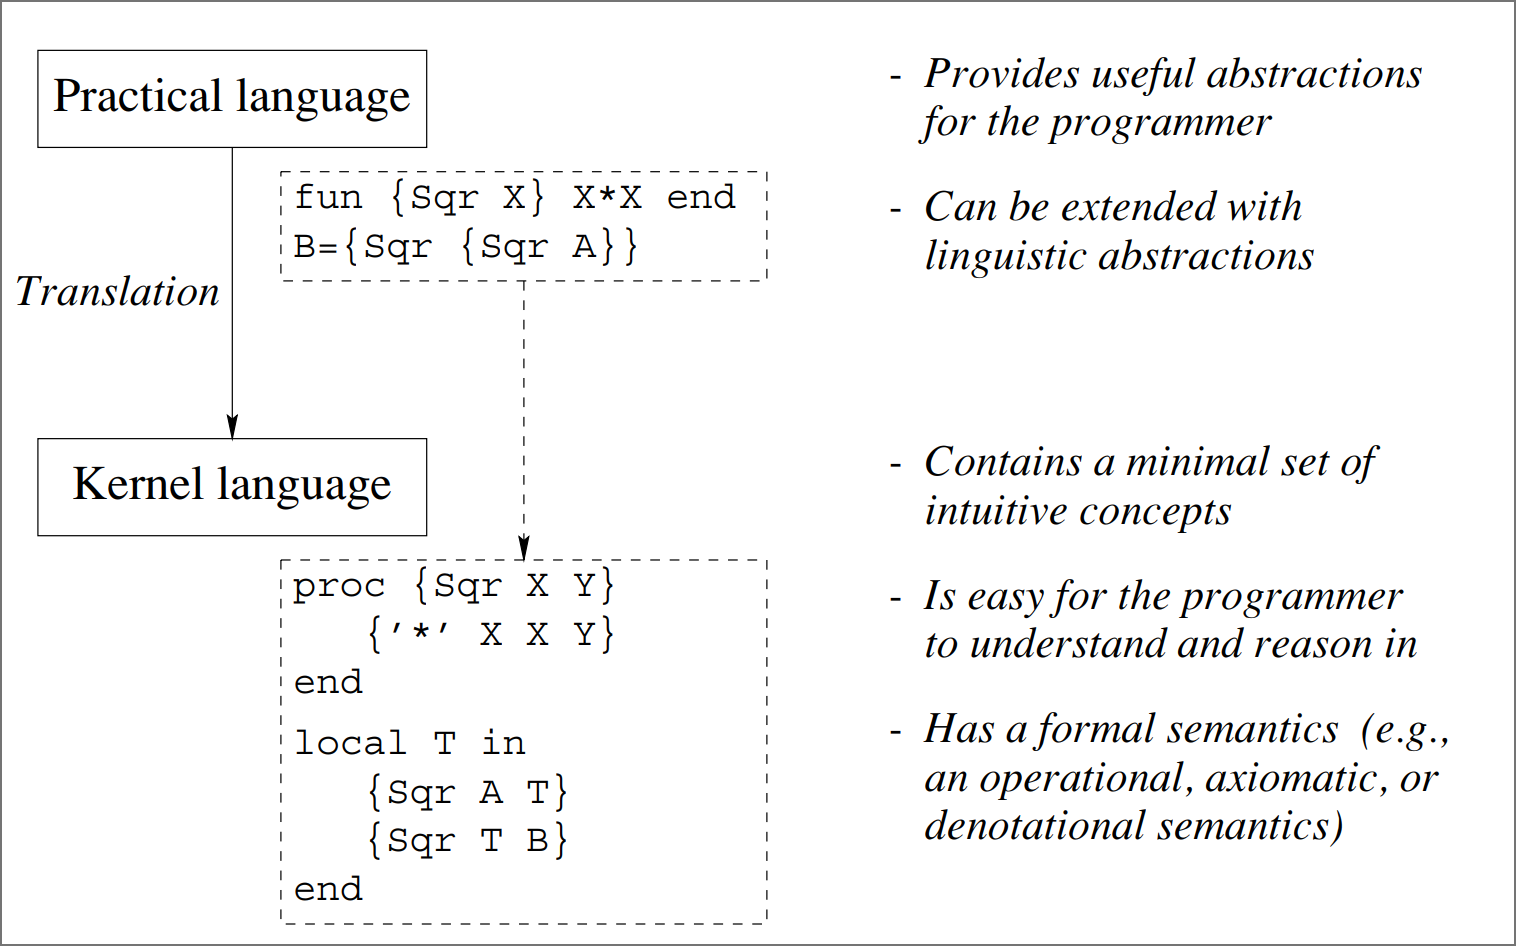 Practical language
- Provides useful abstractions
for the programmer
fun {Sqr X} X*X end
B={Sqr {Sqr A}}
- Can be extended with
linguistic abstractions
Translation
Kernel language
- Contains a minimal set of
intuitive concepts
proc {Sqr X Y}
{’*’ X X Y}
end
local T in
{Sqr A T}
{Sqr T B}
end
- Is easy for the programmer
to understand and reason in
- Has a formal semantics (e.g.,
an operational, axiomatic, or
denotational semantics)